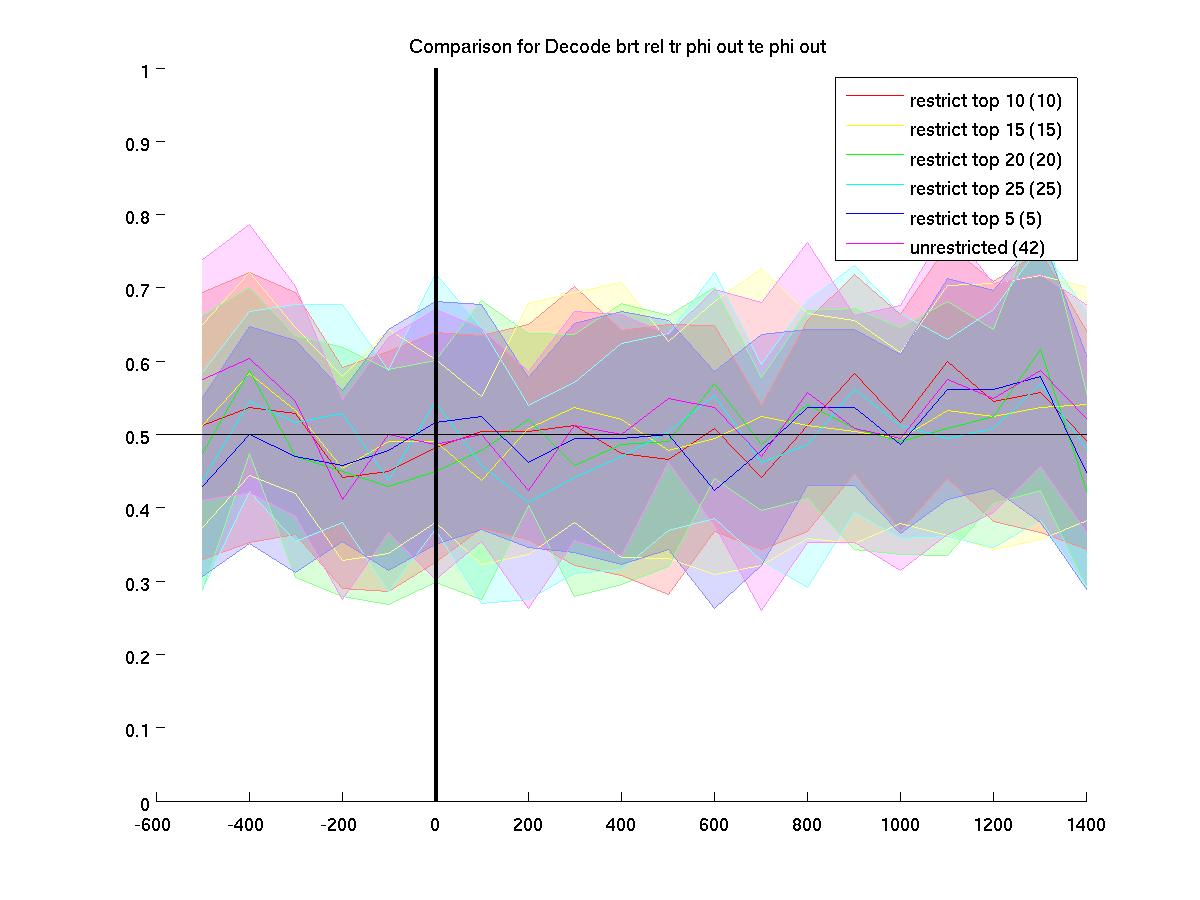 Comparison for Decode brt rel tr phi out te phi out
1
0.9
0.8
0.7
0.6
0.5
0.4
0.3
0.2
0.1
0
restrict top 10 (10)
restrict top 15 (15)
restrict top 20 (20)
restrict top 25 (25)
restrict top 5 (5)
unrestricted (42)
-600 -400 -200 0 200 400 600 800 1000 1200 1400